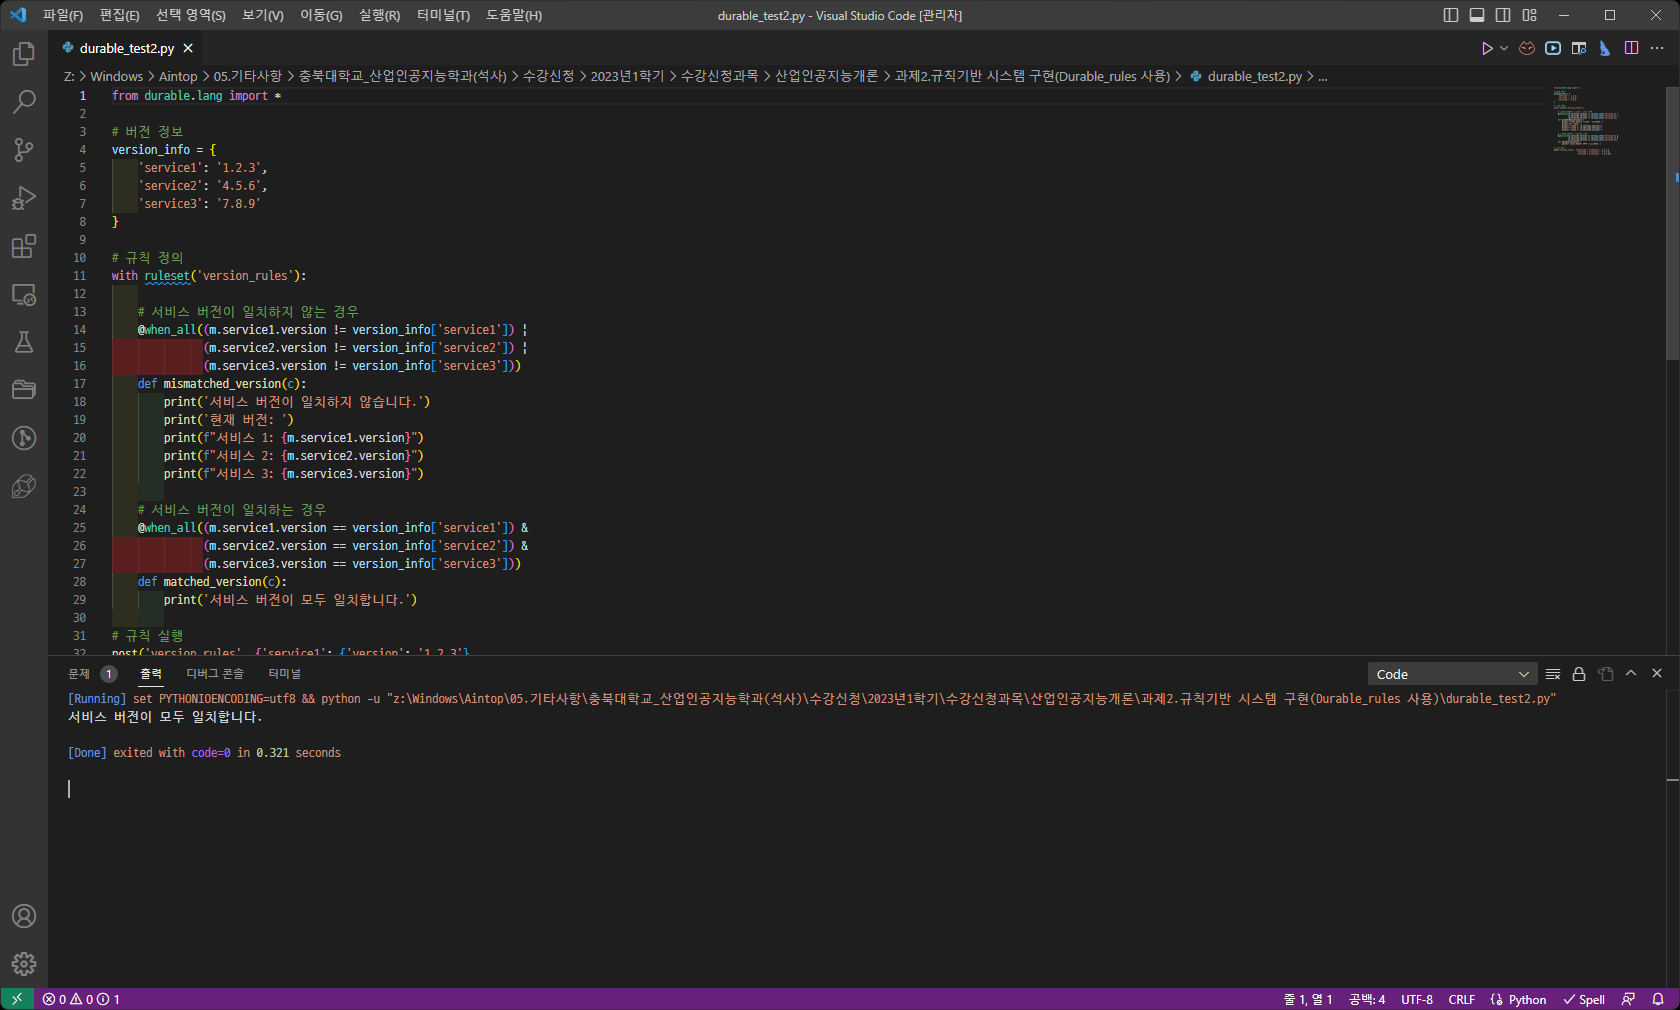 파일(F) 편집(E) 선택 영역(S) 보기(V) 이동(G) 실행(R) 터미널(T) 도움말(H) durable_test2.py - Visual Studio Code [관리자]
durable_test2.py
Z: > Windows > Aintop > 05.기타사항 > 충북대학교_산업인공지능학과(석사) > 수강신청 > 2023년1학기 > 수강신청과목 > 산업인공지능개론 > 과제2.규칙기반 시스템 구현(Durable_rules 사용) > durable_test2.py > ...
1 from durable.lang import *
2
3 # 버전 정보
4 version_info = {
5 'service1': '1.2.3',
6 'service2': '4.5.6',
7 'service3': '7.8.9'
8 }
9
10 # 규칙 정의
11 with ruleset('version_rules'):
12
13 # 서비스 버전이 일치하지 않는 경우
14 @when_all((m.service1.version != version_info['service1']) |
15 (m.service2.version != version_info['service2']) |
16 (m.service3.version != version_info['service3']))
17 def mismatched_version(c):
18 print('서비스 버전이 일치하지 않습니다.')
19 print('현재 버전: ')
20 print(f"서비스 1: {m.service1.version}")
21 print(f"서비스 2: {m.service2.version}")
22 print(f"서비스 3: {m.service3.version}")
23
24 # 서비스 버전이 일치하는 경우
25 @when_all((m.service1.version == version_info['service1']) &
26 (m.service2.version == version_info['service2']) &
27 (m.service3.version == version_info['service3']))
28 def matched_version(c):
29 print('서비스 버전이 모두 일치합니다.')
30
31 # 규칙 실행
32 post('version_rules', {'service1': {'version': '1.2.3'}
문제 1 출력 디버그 콘솔 터미널 Code
[Running] set PYTHONIOENCODING=utf8 && python -u "z:\Windows\Aintop\05.기타사항\충북대학교_산업인공지능학과(석사)\수강신청\2023년1학기\수강신청과목\산업인공지능개론\과제2.규칙기반 시스템 구현(Durable_rules 사용)\durable_test2.py"
서비스 버전이 모두 일치합니다.
[Done] exited with code=0 in 0.321 seconds
0 0 1 줄 1, 열 1 공백: 4 UTF-8 CRLF Python Spell